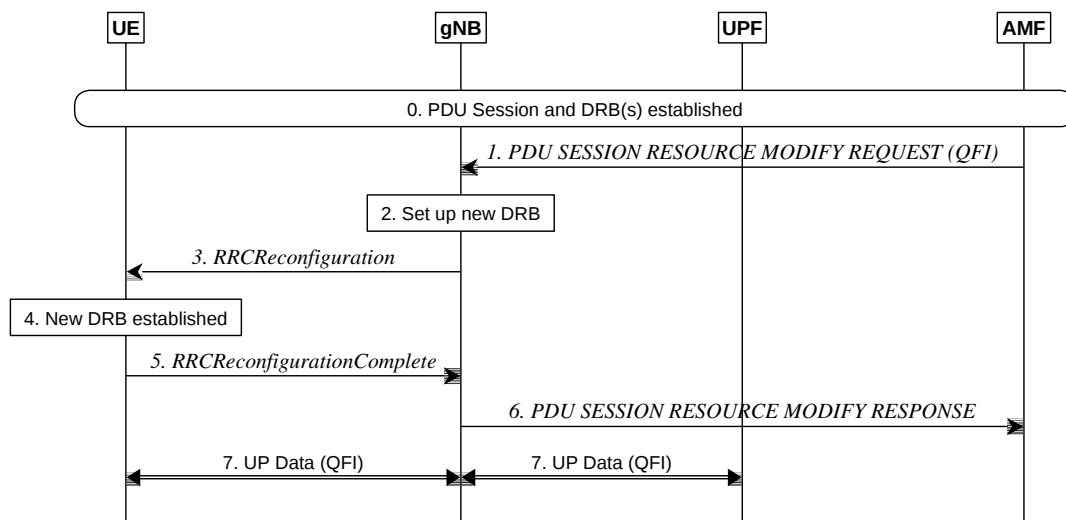 UE gNB UPF AMF
0. PDU Session and DRB(s) established
1. PDU SESSION RESOURCE MODIFY REQUEST (QFI)
2. Set up new DRB
3. RRCReconfiguration
4. New DRB established
5. RRCReconfigurationComplete
6. PDU SESSION RESOURCE MODIFY RESPONSE
7. UP Data (QFI) 7. UP Data (QFI)